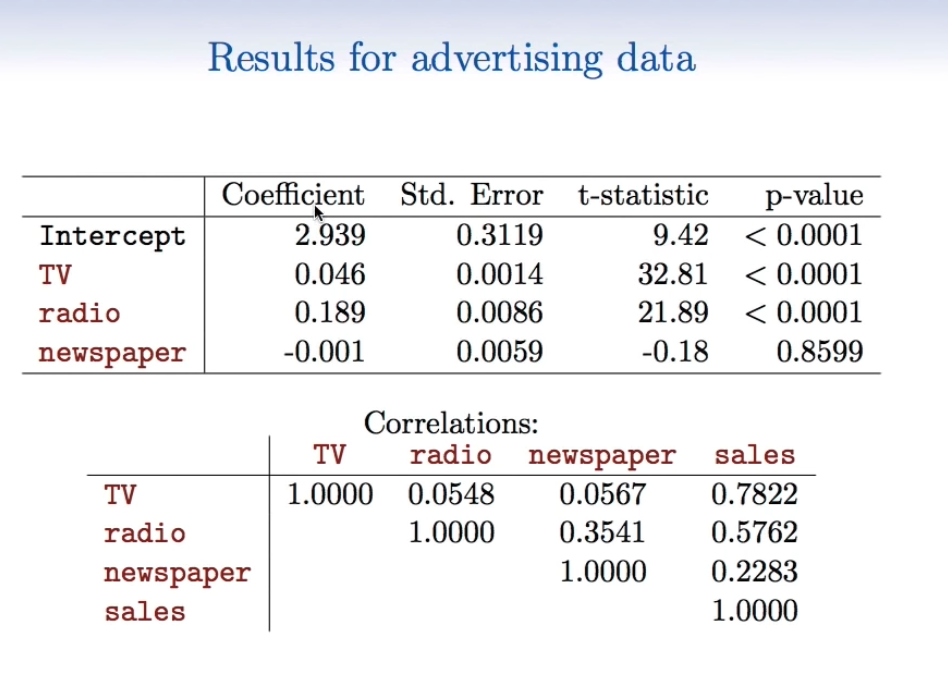 Results for advertising data
Coefficient Std. Error t-statistic p-value
Intercept 2.939 0.3119 9.42 < 0.0001
TV 0.046 0.0014 32.81 < 0.0001
radio 0.189 0.0086 21.89 < 0.0001
newspaper -0.001 0.0059 -0.18 0.8599
Correlations:
TV radio newspaper sales
TV 1.0000 0.0548 0.0567 0.7822
radio 1.0000 0.3541 0.5762
newspaper 1.0000 0.2283
sales 1.0000